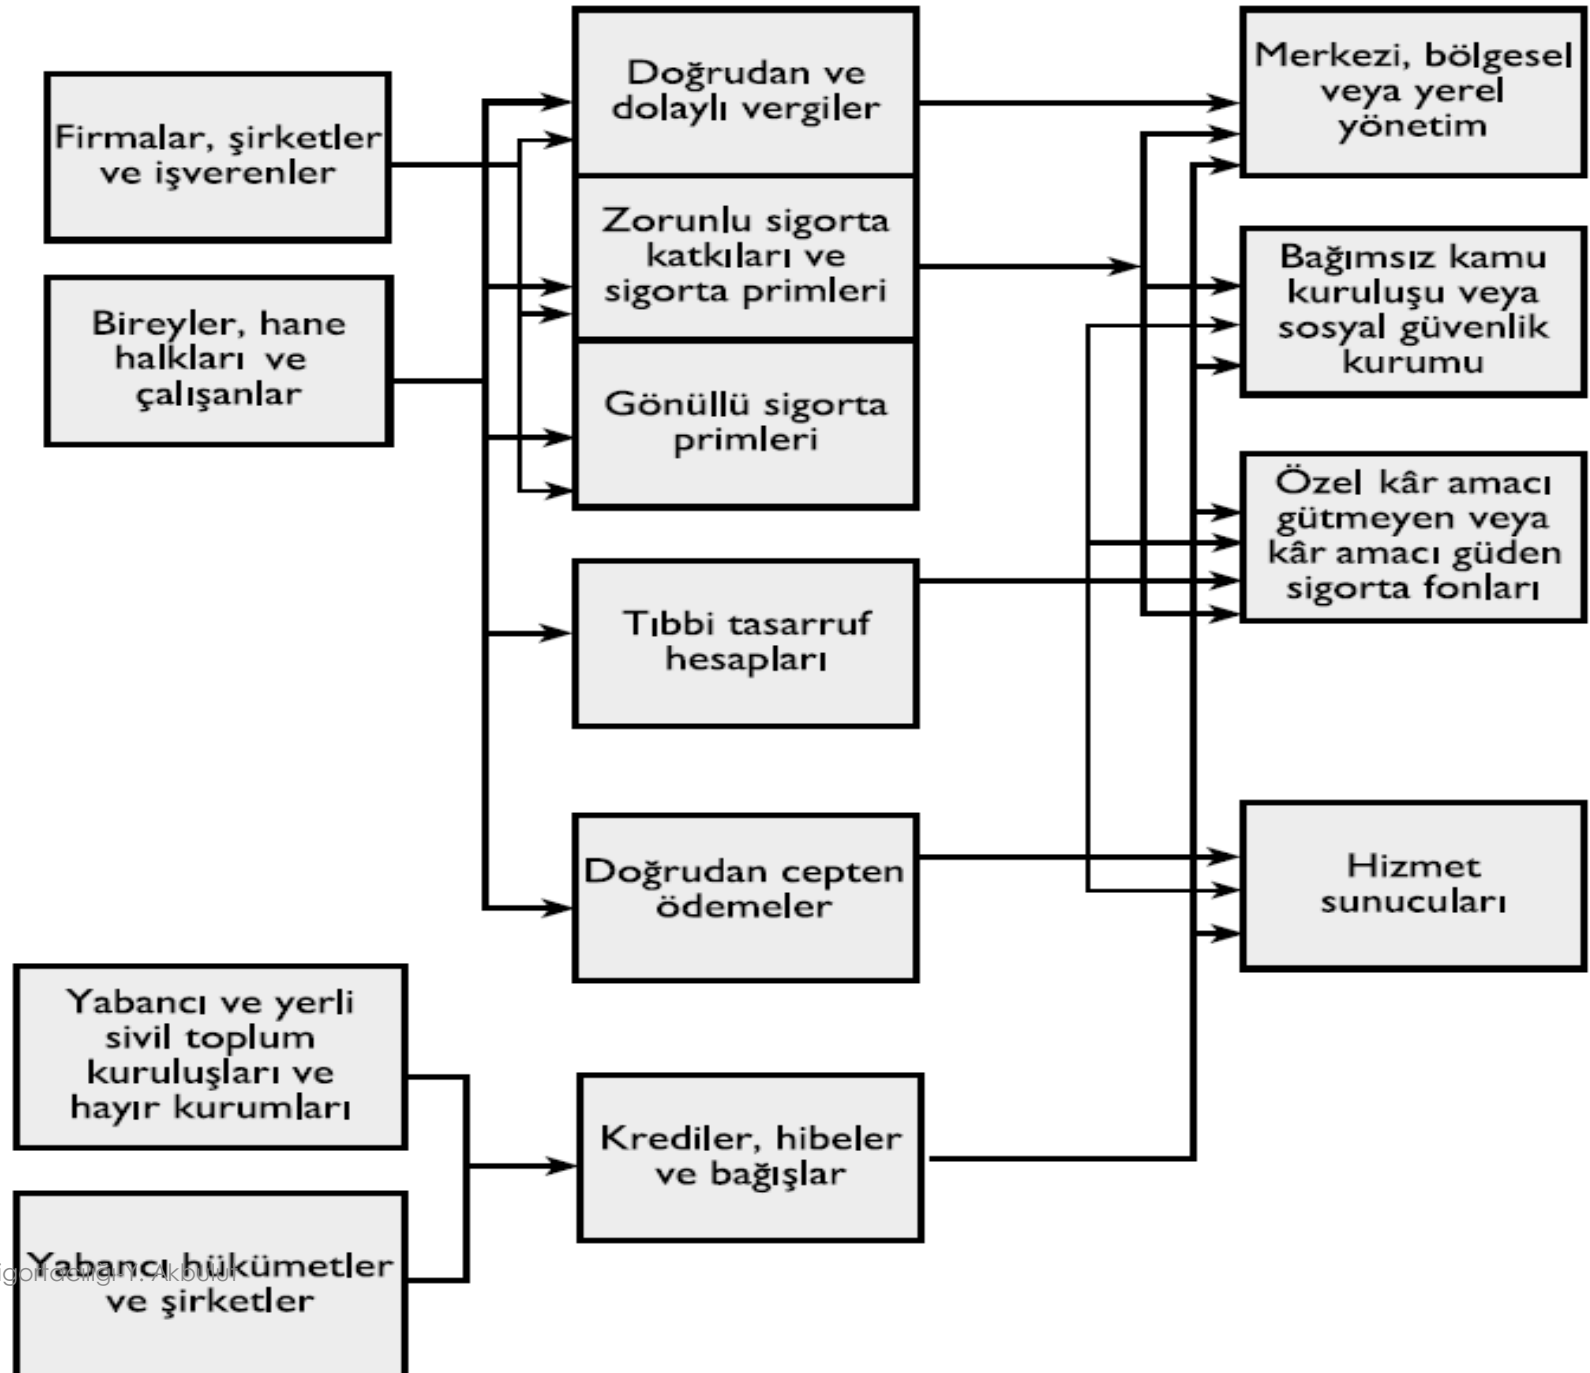 Firmalar, şirketler
ve işverenler
Bireyler, hane
halkları ve
çalışanlar
Yabancı ve yerli
sivil toplum
kuruluşları ve
hayır kurumları
Yabancı hükümetler
ve şirketler
Doğrudan ve
dolaylı vergiler
Zorunlu sigorta
katkıları ve
sigorta primleri
Gönüllü sigorta
primleri
Tıbbi tasarruf
hesapları
Doğrudan cepten
ödemeler
Krediler, hibeler
ve bağışlar
Merkezi, bölgesel
veya yerel
yönetim
Bağımsız kamu
kuruluşu veya
sosyal güvenlik
kurumu
Özel kâr amacı
gütmeyen veya
kâr amacı güden
sigorta fonları
Hizmet
sunucuları